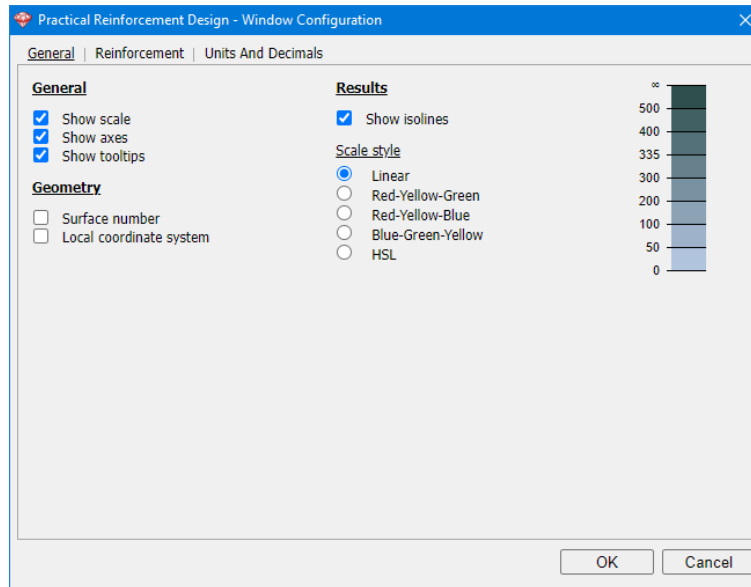 Practical Reinforcement Design - Window Configuration
General | Reinforcement | Units And Decimals
General
Show scale
Show axes
Show tooltips
Geometry
Surface number
Local coordinate system
Results
Show isolines
Scale style
Linear
Red-Yellow-Green
Red-Yellow-Blue
Blue-Green-Yellow
HSL
∞
500
400
335
300
200
100
50
0
OK
Cancel